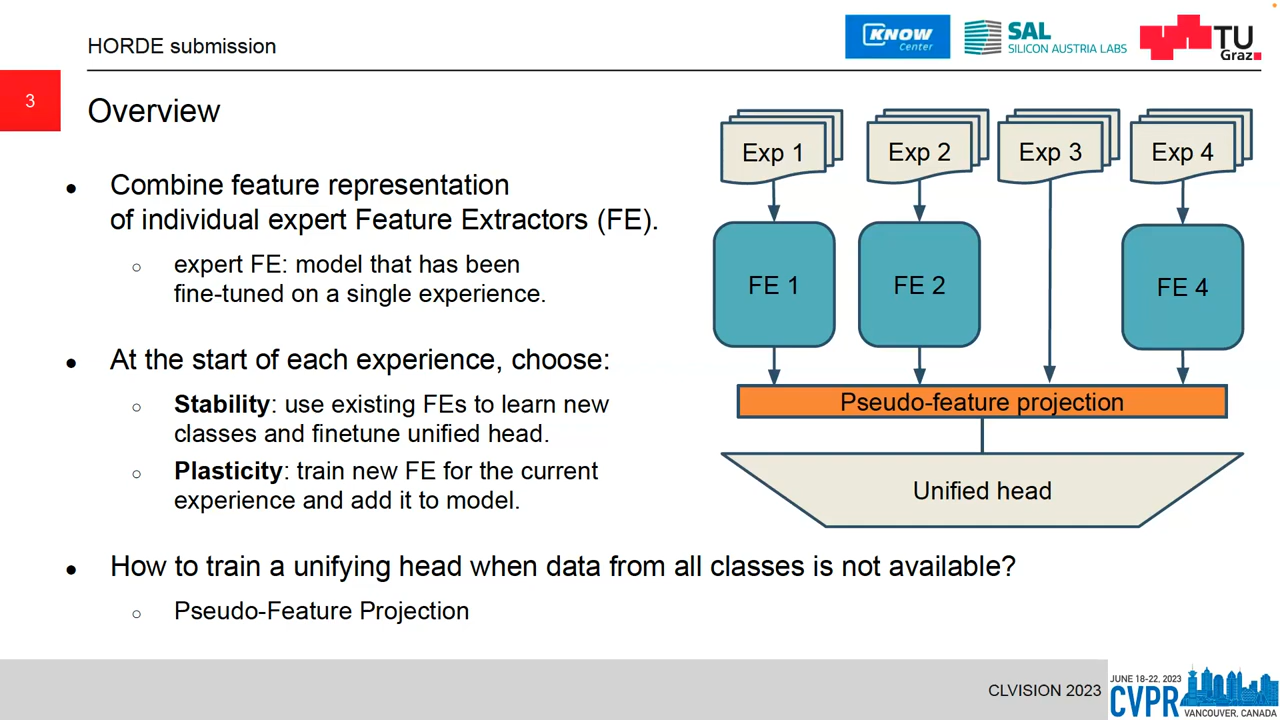 HORDE submission
KNOW
Center
SAL
SILICON AUSTRIA LABS
TU
Graz
3
Overview
● Combine feature representation
of individual expert Feature Extractors (FE).
○ expert FE: model that has been
fine-tuned on a single experience.
● At the start of each experience, choose:
○ Stability: use existing FEs to learn new
classes and finetune unified head.
○ Plasticity: train new FE for the current
experience and add it to model.
● How to train a unifying head when data from all classes is not available?
○ Pseudo-Feature Projection
Exp 1
Exp 2
Exp 3
Exp 4
FE 1
FE 2
FE 4
Pseudo-feature projection
Unified head
CLVISION 2023
JUNE 18-22, 2023
CVPR
VANCOUVER, CANADA